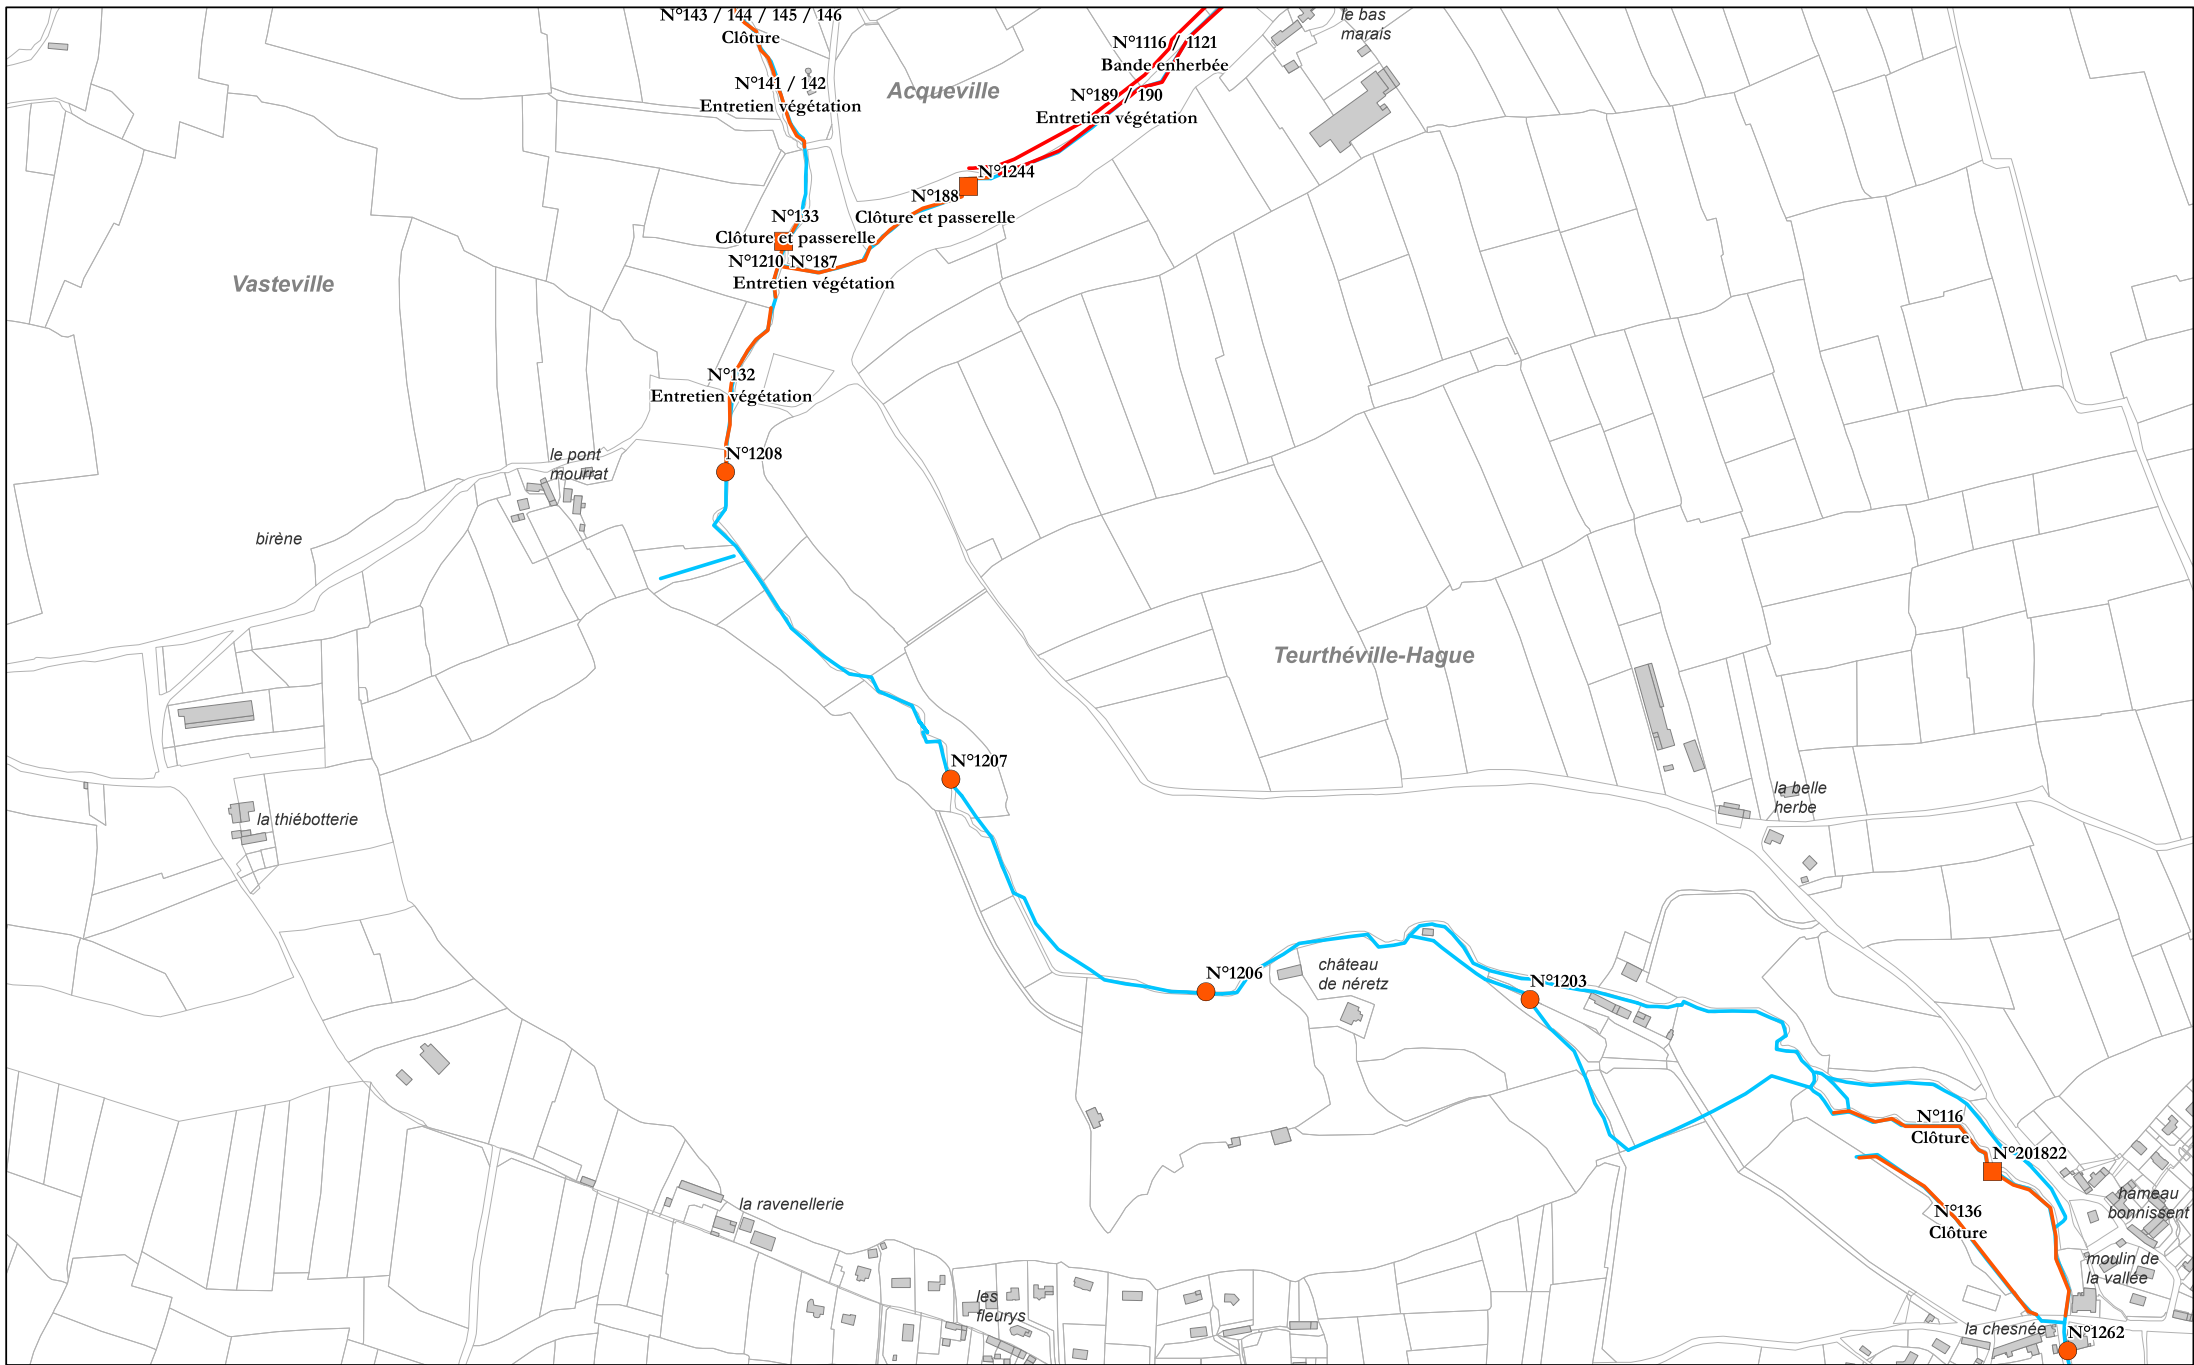 N°143 / 144 / 145 / 146
Clôture
le bas
marais
N°1116 / 1121
Bande enherbée
N°141 / 142
Entretien végétation
Acqueville
N°189 / 190
Entretien végétation
N°1244
N°188
Clôture et passerelle
N°133
Clôture et passerelle
N°1210
N°187
Entretien végétation
Vasteville
N°132
Entretien végétation
N°1208
le pont
mourrat
birène
Teurthéville-Hague
N°1207
la belle
herbe
la thiébotterie
N°1206
château
de néretz
N°1203
N°116
Clôture
N°201822
hameau
bonnissent
la ravenellerie
N°136
Clôture
moulin de
la vallée
les
fleurys
la chesnée
N°1262